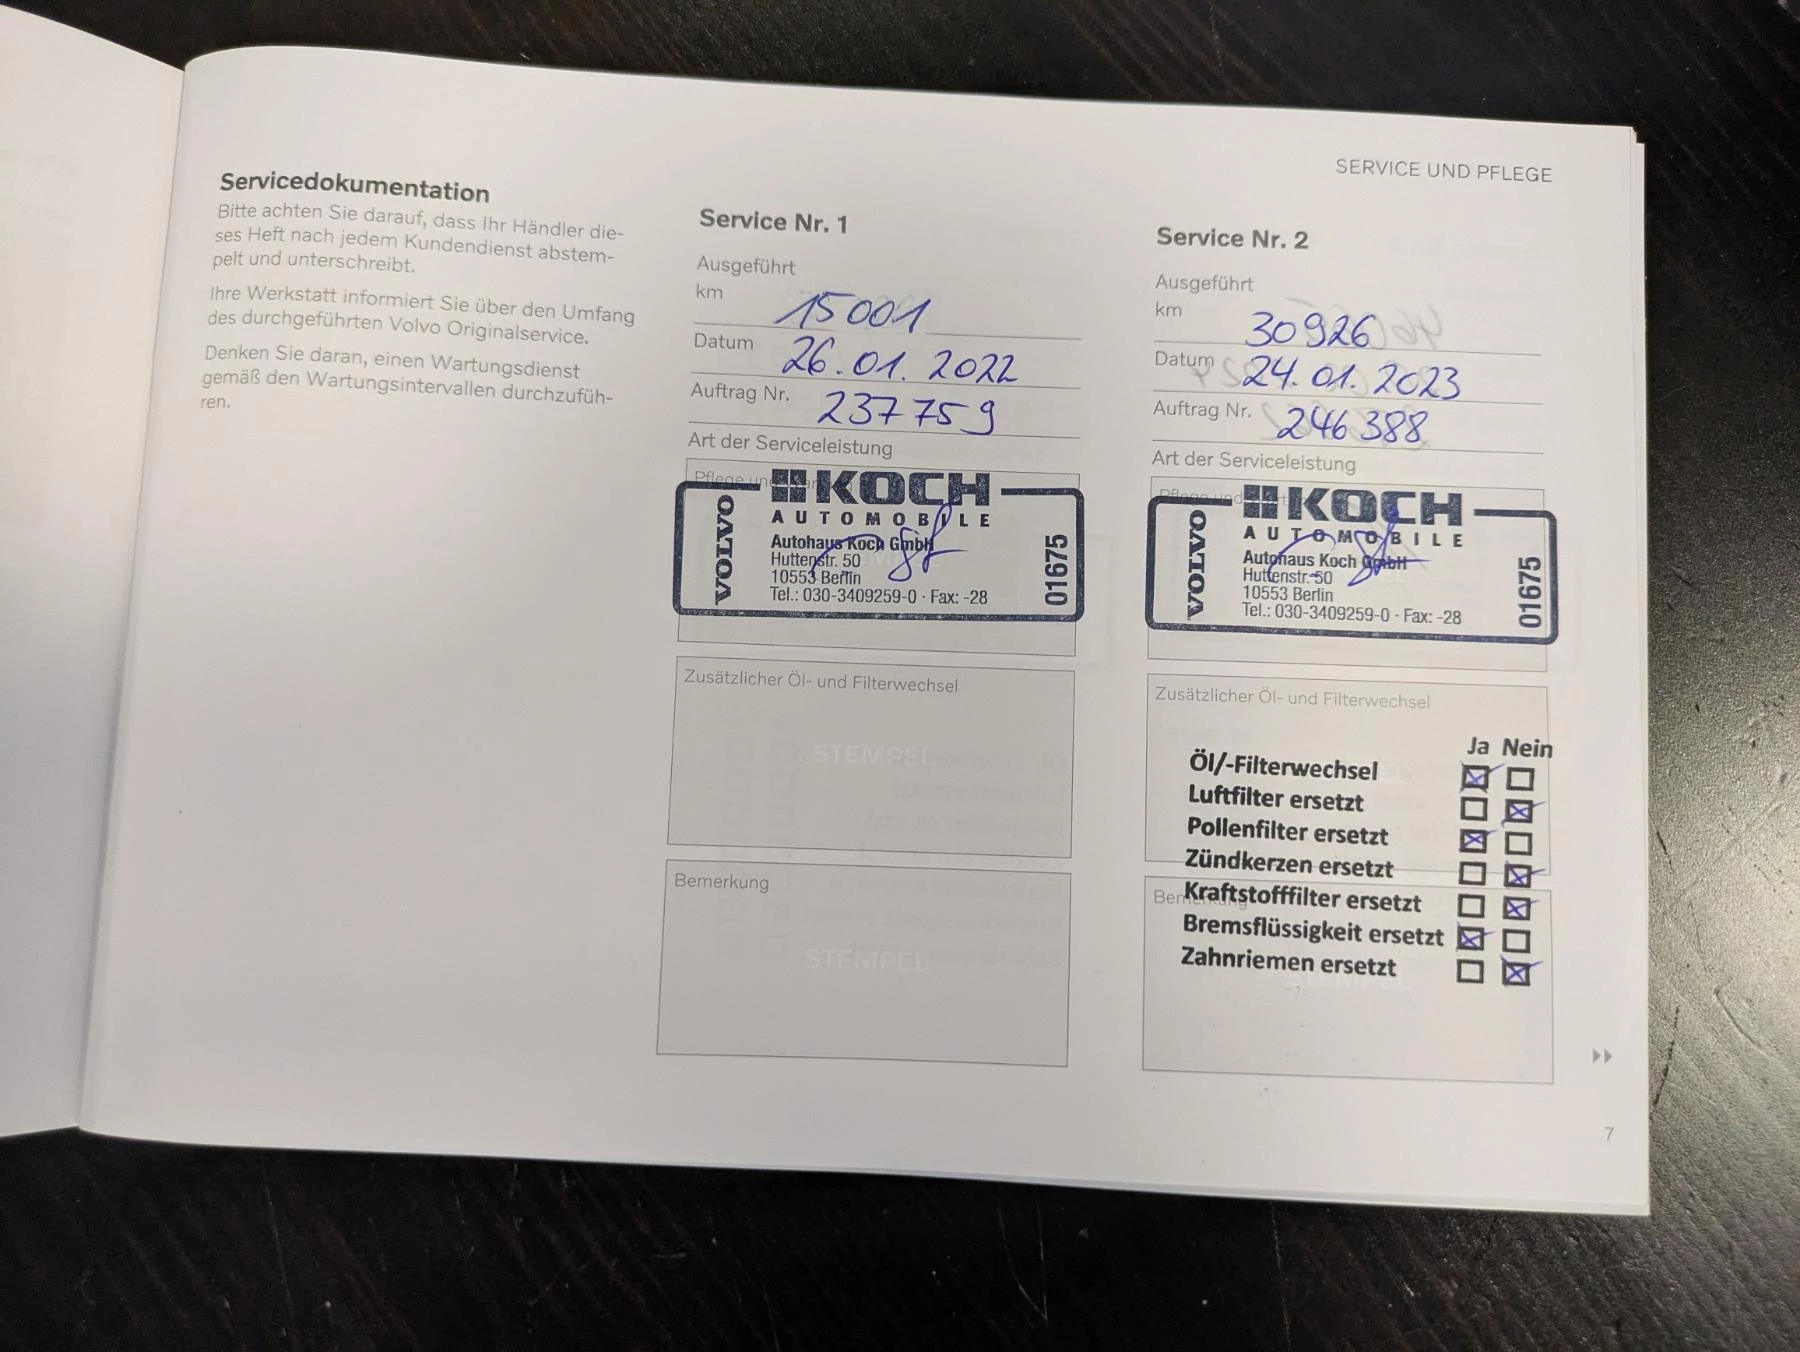 SERVICE UND PFLEGE
Servicedokumentation
Bitte achten Sie darauf, dass Ihr Händler die-
ses Heft nach jedem Kundendienst abstem-
pelt und unterschreibt.
Ihre Werkstatt informiert Sie über den Umfang
des durchgeführten Volvo Originalservice.
Denken Sie daran, einen Wartungsdienst
gemäß den Wartungsintervallen durchzufüh-
ren.
Service Nr. 1
Ausgeführt
km 15001
Datum 26.01.2022
Auftrag Nr. 237759
Art der Serviceleistung
KOCH
AUTOMOBILE
VOLVO
Autohaus Koch GmbH
Huttenstr. 50
10553 Berlin
Tel.: 030-3409259-0 · Fax: -28
01675
Zusätzlicher Öl- und Filterwechsel
STEMPEL
Bemerkung
STEMPEL
Service Nr. 2
Ausgeführt
km 30926
Datum 24.01.2023
Auftrag Nr. 246388
Art der Serviceleistung
KOCH
AUTOMOBILE
VOLVO
Autohaus Koch GmbH
Huttenstr. 50
10553 Berlin
Tel.: 030-3409259-0 · Fax: -28
01675
Zusätzlicher Öl- und Filterwechsel
Ja Nein
Öl/-Filterwechsel ☒ ☐
Luftfilter ersetzt ☐ ☒
Pollenfilter ersetzt ☒ ☐
Zündkerzen ersetzt ☐ ☒
Kraftstofffilter ersetzt ☐ ☒
Bremsflüssigkeit ersetzt ☒ ☐
Zahnriemen ersetzt ☐ ☒
Bemerkung
STEMPEL
7